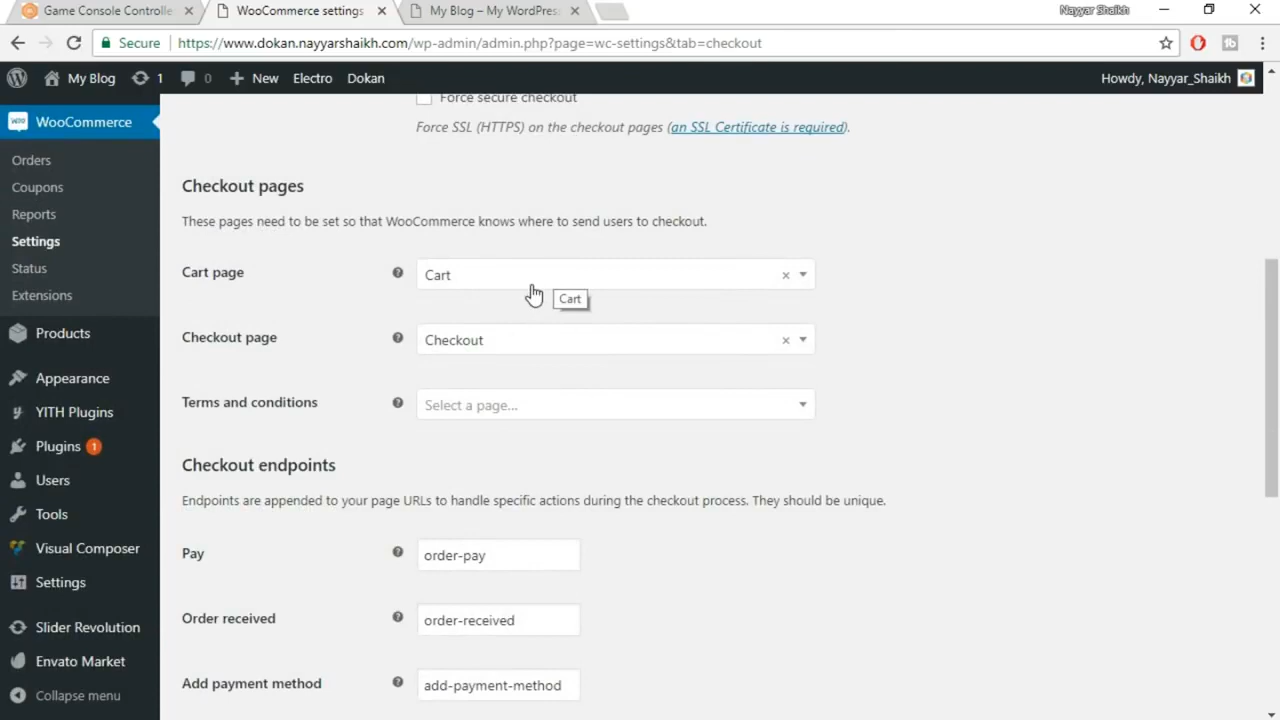 Game Console Controlle
WooCommerce settings
My Blog – My WordPres
Nayyar Shaikh
Secure
https://www.dokan.nayyarshaikh.com/wp-admin/admin.php?page=wc-settings&tab=checkout
My Blog
1
0
New
Electro
Dokan
Howdy, Nayyar_Shaikh
WooCommerce
Orders
Coupons
Reports
Settings
Status
Extensions
Products
Appearance
YITH Plugins
Plugins 1
Users
Tools
Visual Composer
Settings
Slider Revolution
Envato Market
Collapse menu
Force secure checkout
Force SSL (HTTPS) on the checkout pages (an SSL Certificate is required).
Checkout pages
These pages need to be set so that WooCommerce knows where to send users to checkout.
Cart page
Cart
Cart
Checkout page
Checkout
Terms and conditions
Select a page...
Checkout endpoints
Endpoints are appended to your page URLs to handle specific actions during the checkout process. They should be unique.
Pay
order-pay
Order received
order-received
Add payment method
add-payment-method